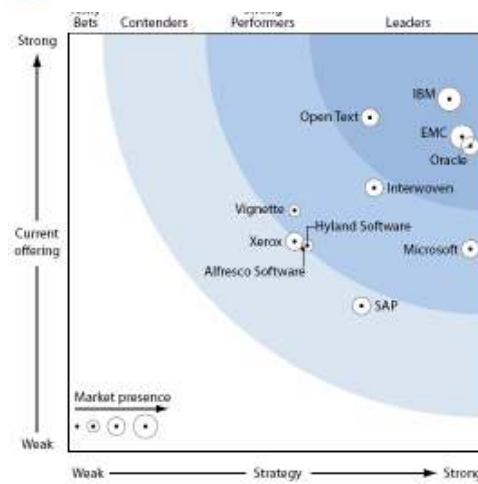 Bets Contenders Performers Leaders
Strong
IBM
Open Text
EMC
Oracle
Interwoven
Vignette
Hyland Software
Current
offering
Xerox
Microsoft
Alfresco Software
SAP
Market presence
Weak
Weak Strategy Strong